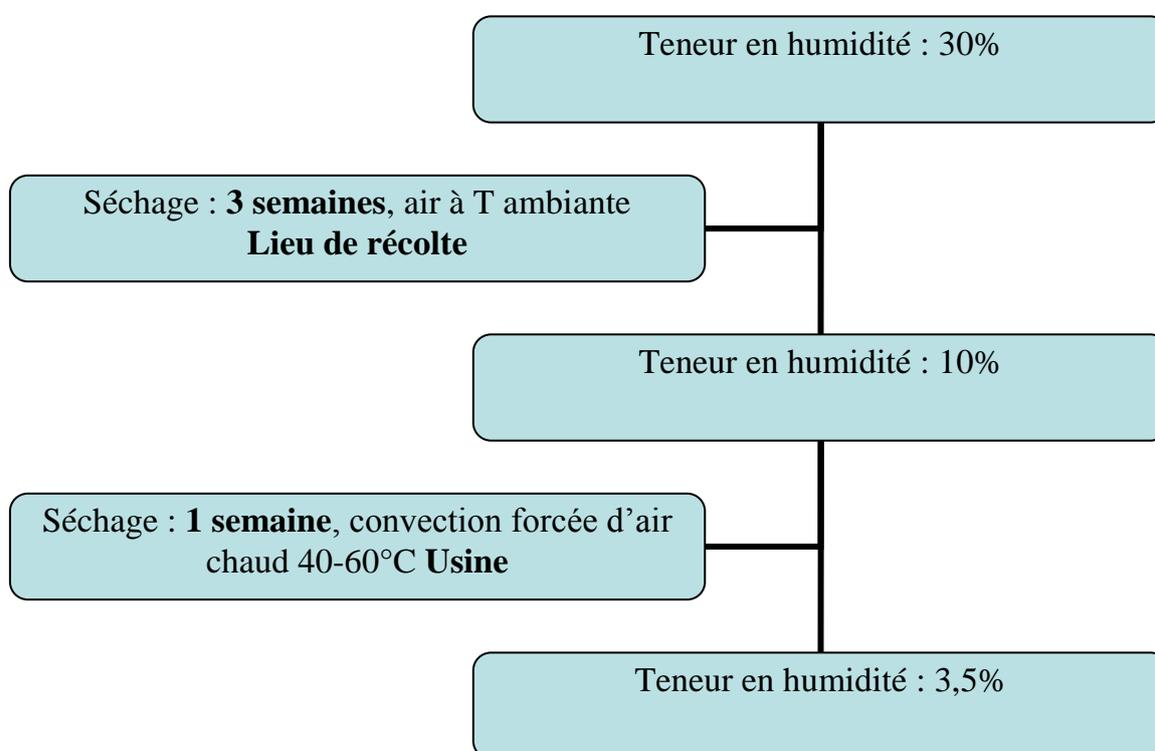 Teneur en humidité : 30%
Séchage : 3 semaines, air à T ambiante
Lieu de récolte
Teneur en humidité : 10%
Séchage : 1 semaine, convection forcée d’air
chaud 40-60°C Usine
Teneur en humidité : 3,5%